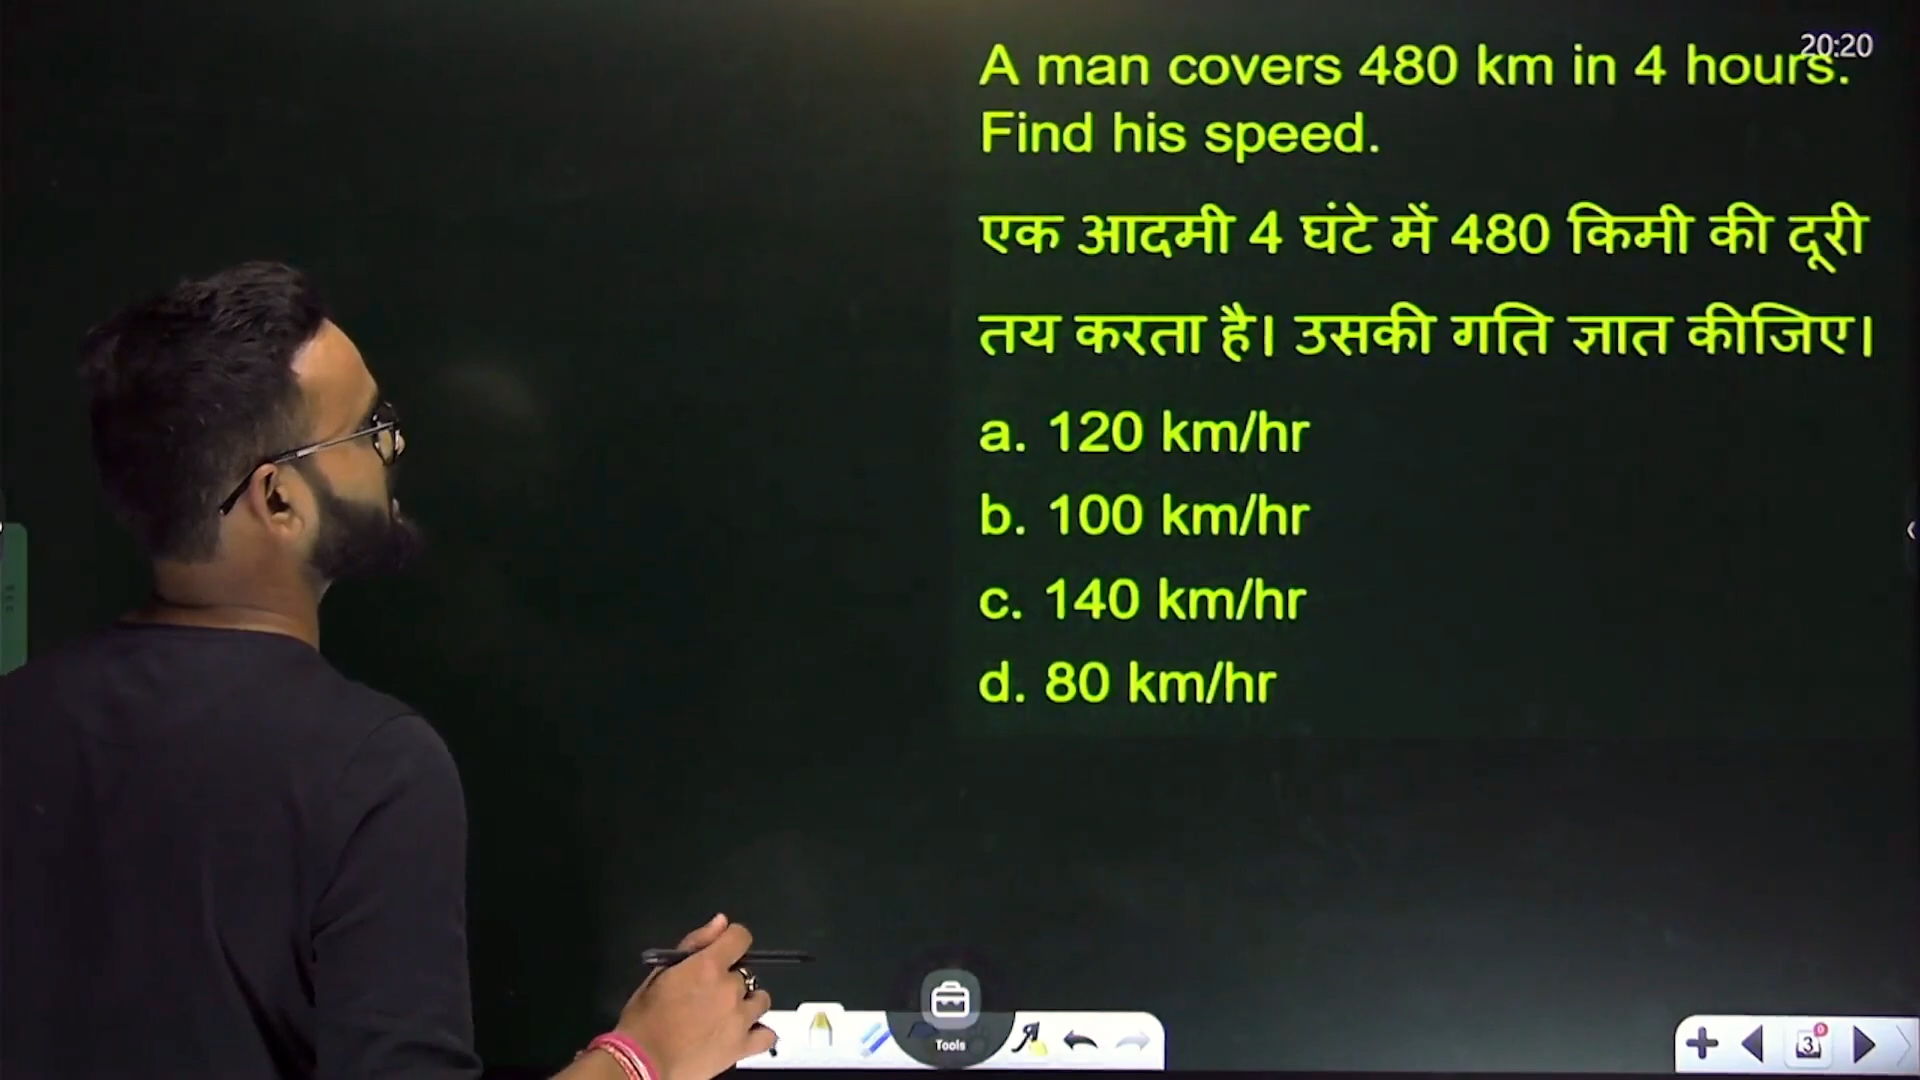 20:20
A man covers 480 km in 4 hours.
Find his speed.
एक आदमी 4 घंटे में 480 किमी की दूरी
तय करता है। उसकी गति ज्ञात कीजिए।
a. 120 km/hr
b. 100 km/hr
c. 140 km/hr
d. 80 km/hr
Tools
3
0